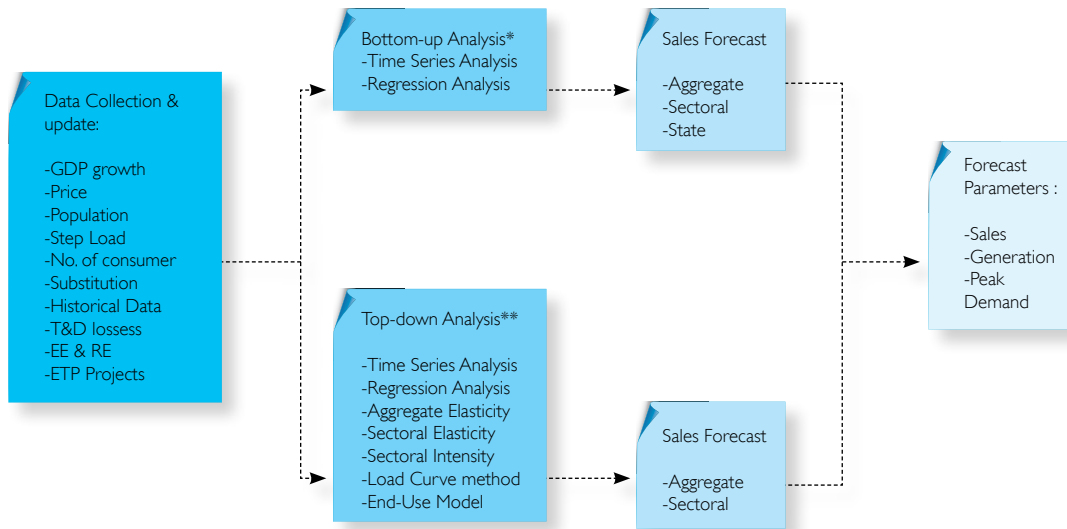 Data Collection &
update:
-GDP growth
-Price
-Population
-Step Load
-No. of consumer
-Substitution
-Historical Data
-T&D lossess
-EE & RE
-ETP Projects
Bottom-up Analysis*
-Time Series Analysis
-Regression Analysis
Sales Forecast
-Aggregate
-Sectoral
-State
Top-down Analysis**
-Time Series Analysis
-Regression Analysis
-Aggregate Elasticity
-Sectoral Elasticity
-Sectoral Intensity
-Load Curve method
-End-Use Model
Sales Forecast
-Aggregate
-Sectoral
Forecast
Parameters :
-Sales
-Generation
-Peak
Demand